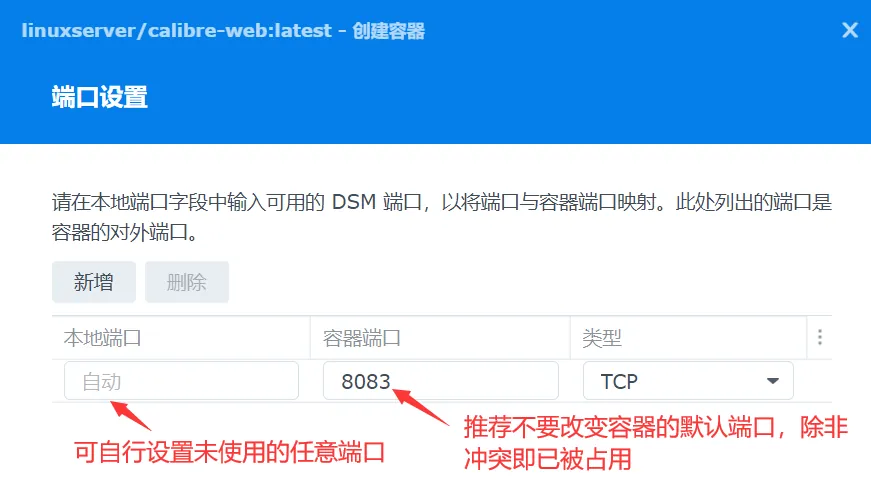 linuxserver/calibre-web:latest - 创建容器
端口设置
请在本地端口字段中输入可用的 DSM 端口，以将端口与容器端口映射。此处列出的端口是
容器的对外端口。
新增 删除
本地端口 容器端口 类型
自动 8083 TCP
可自行设置未使用的任意端口
推荐不要改变容器的默认端口，除非
冲突即已被占用